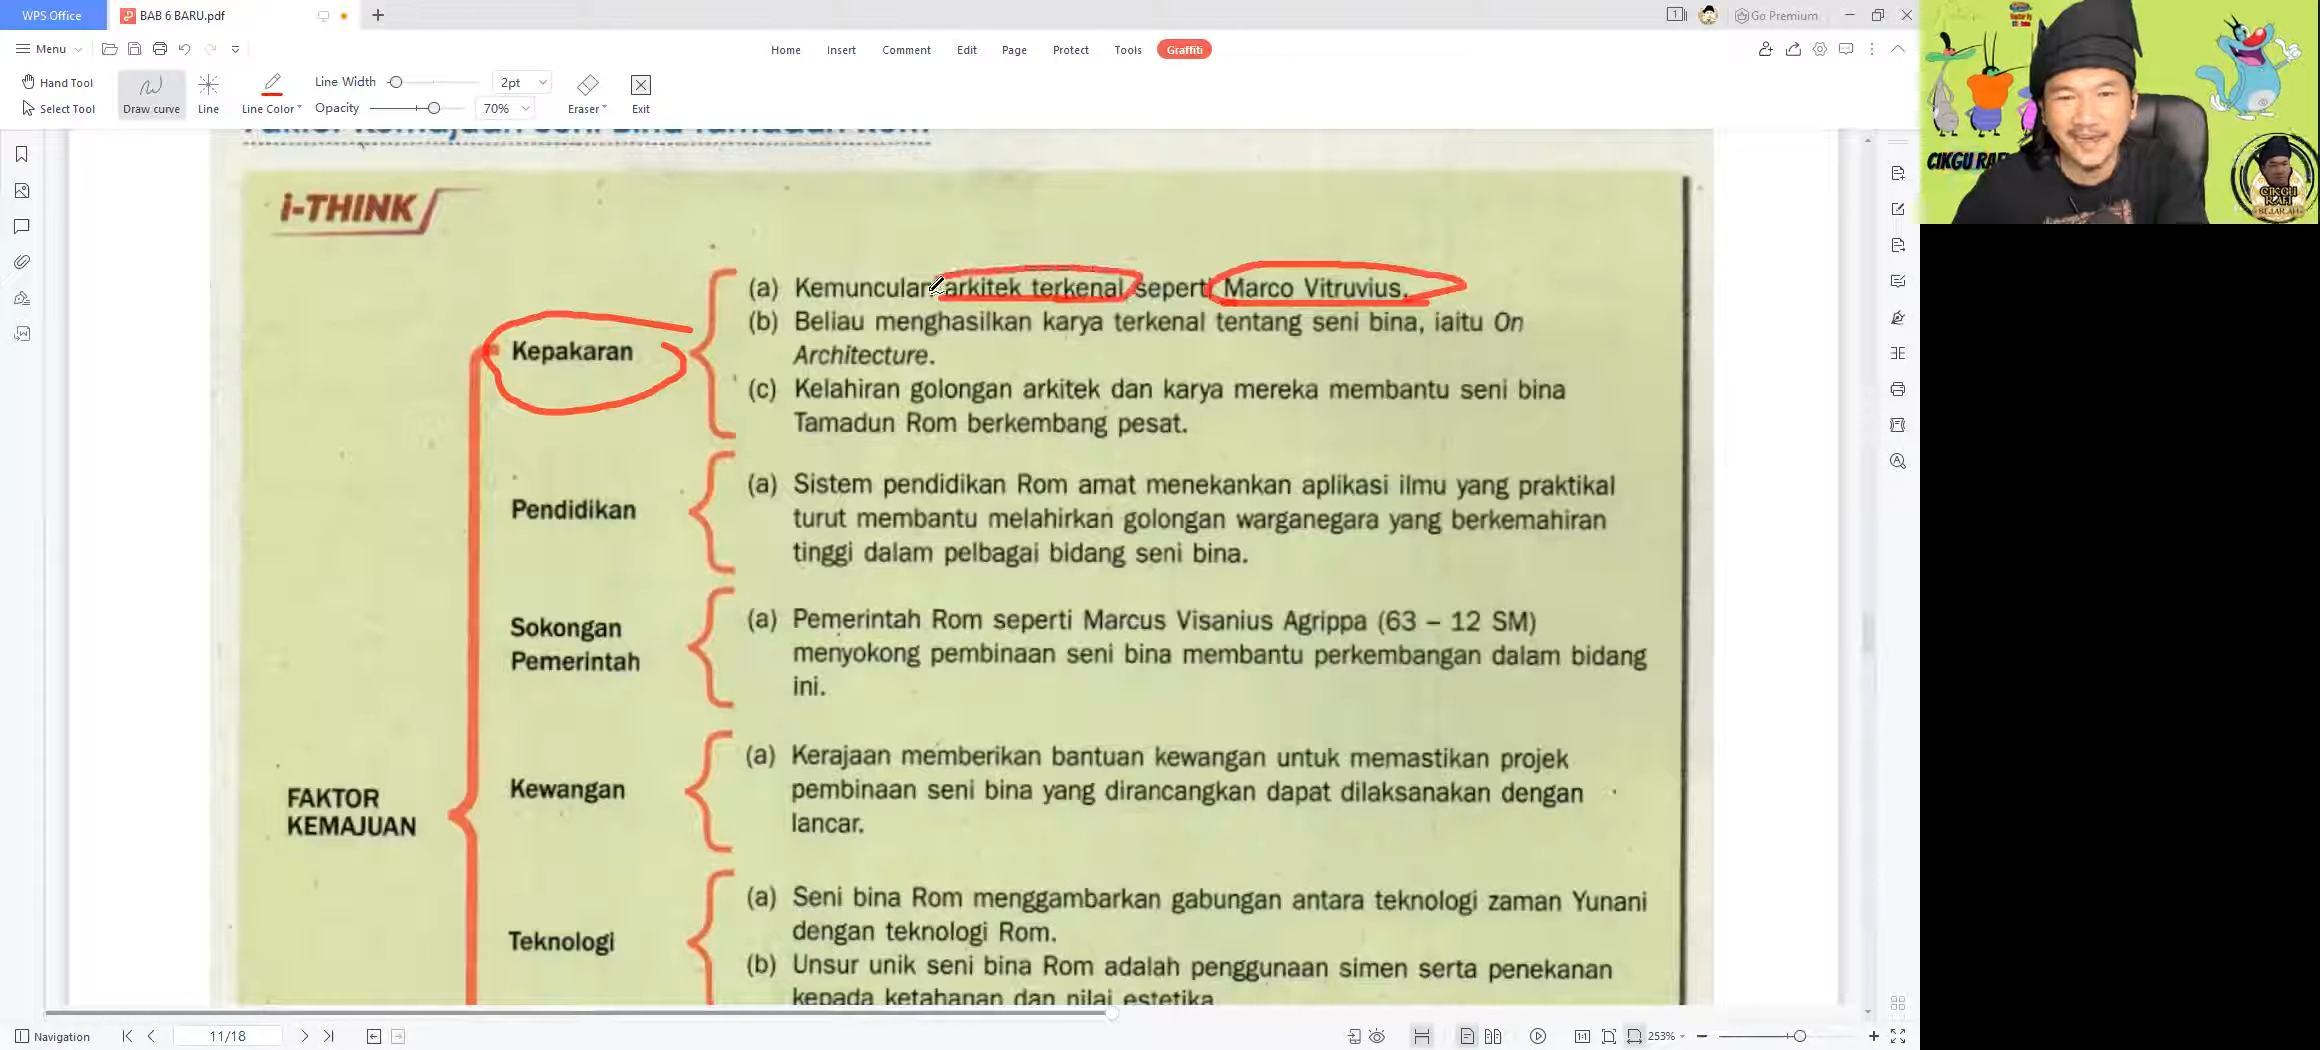 WPS Office
BAB 6 BARU.pdf
Go Premium
Menu
Home
Insert
Comment
Edit
Page
Protect
Tools
Graffiti
Hand Tool
Select Tool
Draw curve
Line
Line Color
Line Width
2pt
Opacity
70%
Eraser
Exit
i-THINK
FAKTOR
KEMAJUAN
Kepakaran
(a) Kemunculan arkitek terkenal seperti Marco Vitruvius.
(b) Beliau menghasilkan karya terkenal tentang seni bina, iaitu On
Architecture.
(c) Kelahiran golongan arkitek dan karya mereka membantu seni bina
Tamadun Rom berkembang pesat.
Pendidikan
(a) Sistem pendidikan Rom amat menekankan aplikasi ilmu yang praktikal
turut membantu melahirkan golongan warganegara yang berkemahiran
tinggi dalam pelbagai bidang seni bina.
Sokongan
Pemerintah
(a) Pemerintah Rom seperti Marcus Visanius Agrippa (63 – 12 SM)
menyokong pembinaan seni bina membantu perkembangan dalam bidang
ini.
Kewangan
(a) Kerajaan memberikan bantuan kewangan untuk memastikan projek
pembinaan seni bina yang dirancangkan dapat dilaksanakan dengan
lancar.
Teknologi
(a) Seni bina Rom menggambarkan gabungan antara teknologi zaman Yunani
dengan teknologi Rom.
(b) Unsur unik seni bina Rom adalah penggunaan simen serta penekanan
kepada ketahanan dan nilai estetika
CIKGU
CIKGU
RAFI
SEJARAH
Navigation
11/18
253%